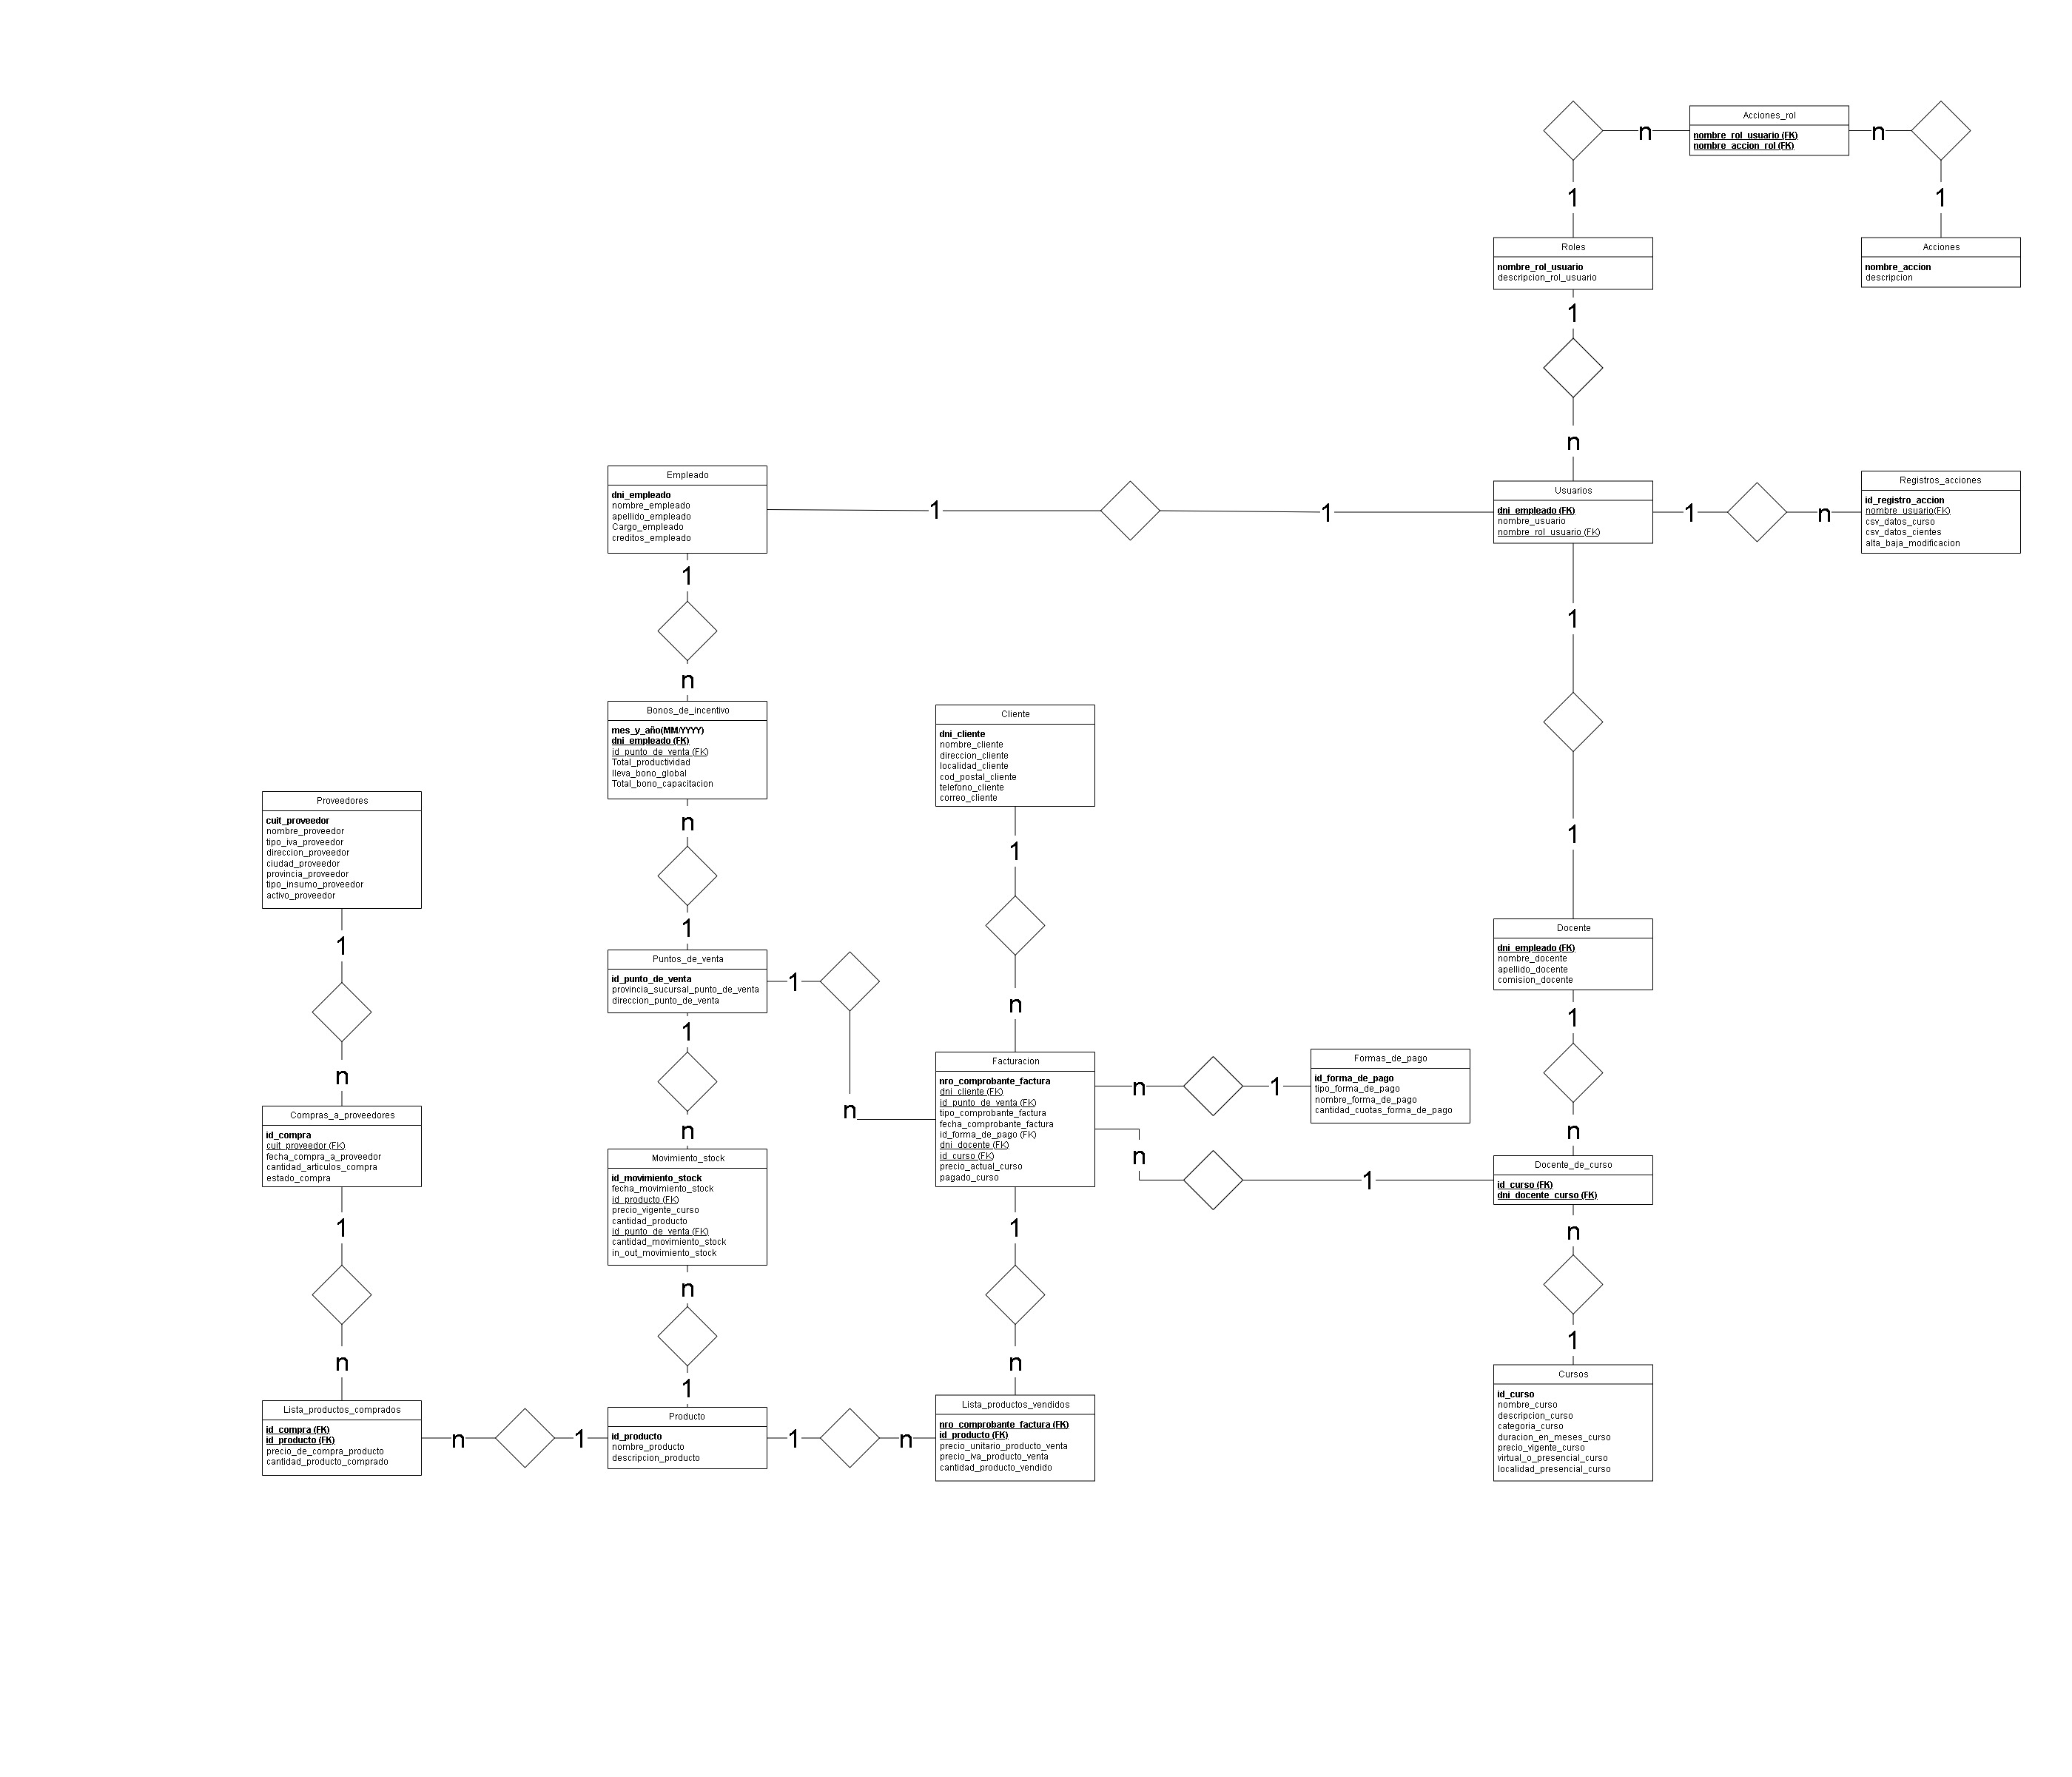 Acciones_rol
nombre_rol_usuario (FK)
nombre_accion_rol (FK)
n
n
1
1
Roles
nombre_rol_usuario
descripcion_rol_usuario
Acciones
nombre_accion
descripcion
1
n
Empleado
dni_empleado
nombre_empleado
apellido_empleado
Cargo_empleado
creditos_empleado
1
1
Usuarios
dni_empleado (FK)
nombre_usuario
nombre_rol_usuario (FK)
1
n
Registros_acciones
id_registro_accion
nombre_usuario(FK)
csv_datos_curso
csv_datos_cientes
alta_baja_modificacion
1
n
1
1
Bonos_de_incentivo
mes_y_año(MM/YYYY)
dni_empleado (FK)
id_punto_de_venta (FK)
Total_productividad
lleva_bono_global
Total_bono_capacitacion
Cliente
dni_cliente
nombre_cliente
direccion_cliente
localidad_cliente
cod_postal_cliente
telefono_cliente
correo_cliente
Proveedores
cuit_proveedor
nombre_proveedor
tipo_iva_proveedor
direccion_proveedor
ciudad_proveedor
provincia_proveedor
tipo_insumo_proveedor
activo_proveedor
n
1
1
n
Docente
dni_empleado (FK)
nombre_docente
apellido_docente
comision_docente
1
n
Puntos_de_venta
id_punto_de_venta
provincia_sucursal_punto_de_venta
direccion_punto_de_venta
1
n
1
n
Facturacion
nro_comprobante_factura
dni_cliente (FK)
id_punto_de_venta (FK)
tipo_comprobante_factura
fecha_comprobante_factura
id_forma_de_pago (FK)
dni_docente (FK)
id_curso (FK)
precio_actual_curso
pagado_curso
n
1
Formas_de_pago
id_forma_de_pago
tipo_forma_de_pago
nombre_forma_de_pago
cantidad_cuotas_forma_de_pago
n
1
1
n
Compras_a_proveedores
id_compra
cuit_proveedor (FK)
fecha_compra_a_proveedor
cantidad_articulos_compra
estado_compra
Movimiento_stock
id_movimiento_stock
fecha_movimiento_stock
id_producto (FK)
precio_vigente_curso
cantidad_producto
id_punto_de_venta (FK)
cantidad_movimiento_stock
in_out_movimiento_stock
Docente_de_curso
id_curso (FK)
dni_docente_curso (FK)
1
n
n
1
1
n
n
1
Lista_productos_comprados
id_compra (FK)
id_producto (FK)
precio_de_compra_producto
cantidad_producto_comprado
n
1
Producto
id_producto
nombre_producto
descripcion_producto
1
n
Lista_productos_vendidos
nro_comprobante_factura (FK)
id_producto (FK)
precio_unitario_producto_venta
precio_iva_producto_venta
cantidad_producto_vendido
Cursos
id_curso
nombre_curso
descripcion_curso
categoria_curso
duracion_en_meses_curso
precio_vigente_curso
virtual_o_presencial_curso
localidad_presencial_curso